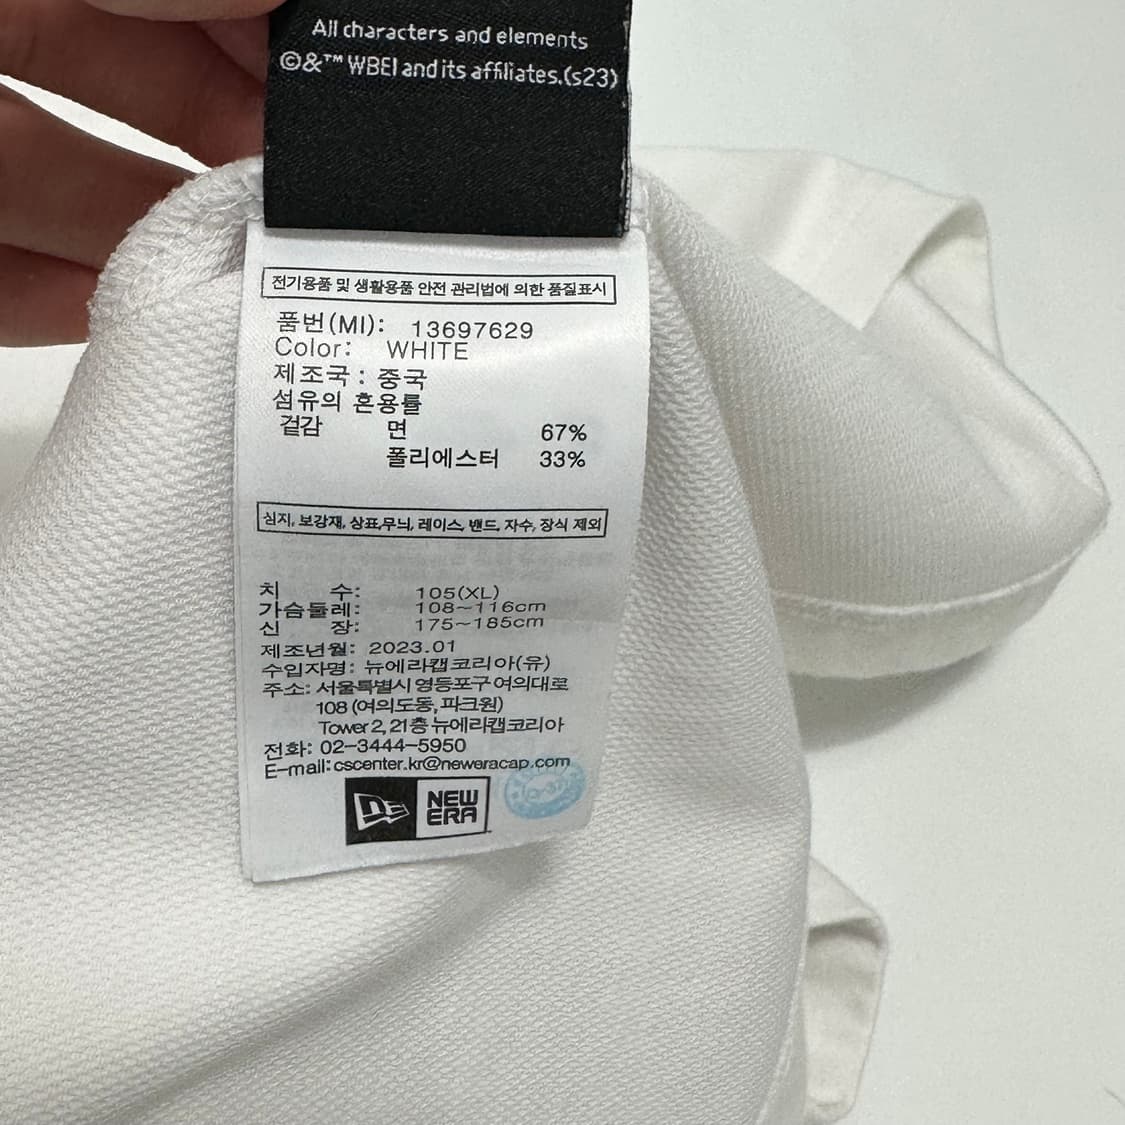 All characters and elements
©&™ WBEI and its affiliates.(s23)
전기용품 및 생활용품 안전 관리법에 의한 품질표시
품번(MI): 13697629
Color: WHITE
제조국 : 중국
섬유의 혼용률
겉감 면 67%
폴리에스터 33%
심지, 보강재, 상표,무늬, 레이스, 밴드, 자수, 장식 제외
치 수: 105(XL)
가슴둘레: 108~116cm
신 장: 175~185cm
제조년월: 2023.01
수입자명: 뉴에라캡코리아(유)
주소: 서울특별시 영등포구 여의대로
108 (여의도동, 파크원)
Tower 2, 21층 뉴에라캡코리아
전화: 02-3444-5950
E-mail: cscenter.kr@neweracap.com
NE NEW
ERA